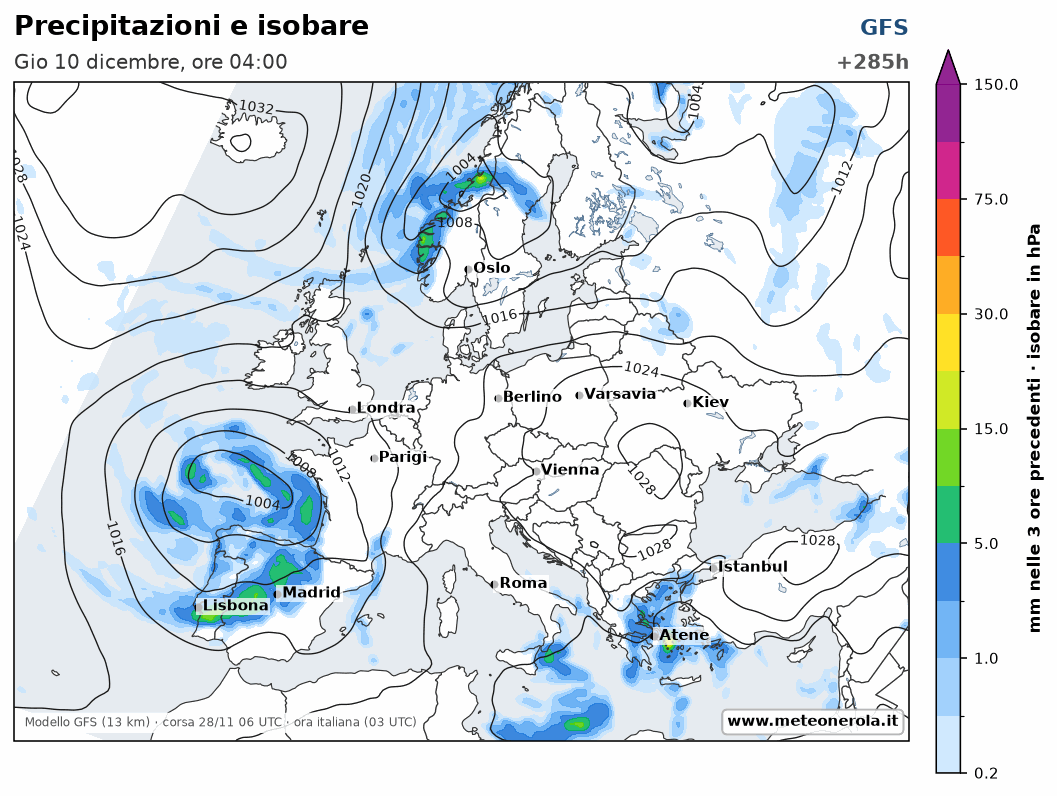 Precipitazioni e isobare
GFS
Gio 10 dicembre, ore 04:00
+285h
1032
1004
1028
1004
1012
1020
1024
1008
Oslo
1016
1024
Berlino
Varsavia
Kiev
Londra
Parigi
1008
1012
Vienna
1028
1004
1016
1028
1028
Istanbul
Roma
Madrid
Lisbona
Atene
Modello GFS (13 km) · corsa 28/11 06 UTC · ora italiana (03 UTC)
www.meteonerola.it
150.0
75.0
30.0
15.0
5.0
1.0
0.2
mm nelle 3 ore precedenti · isobare in hPa